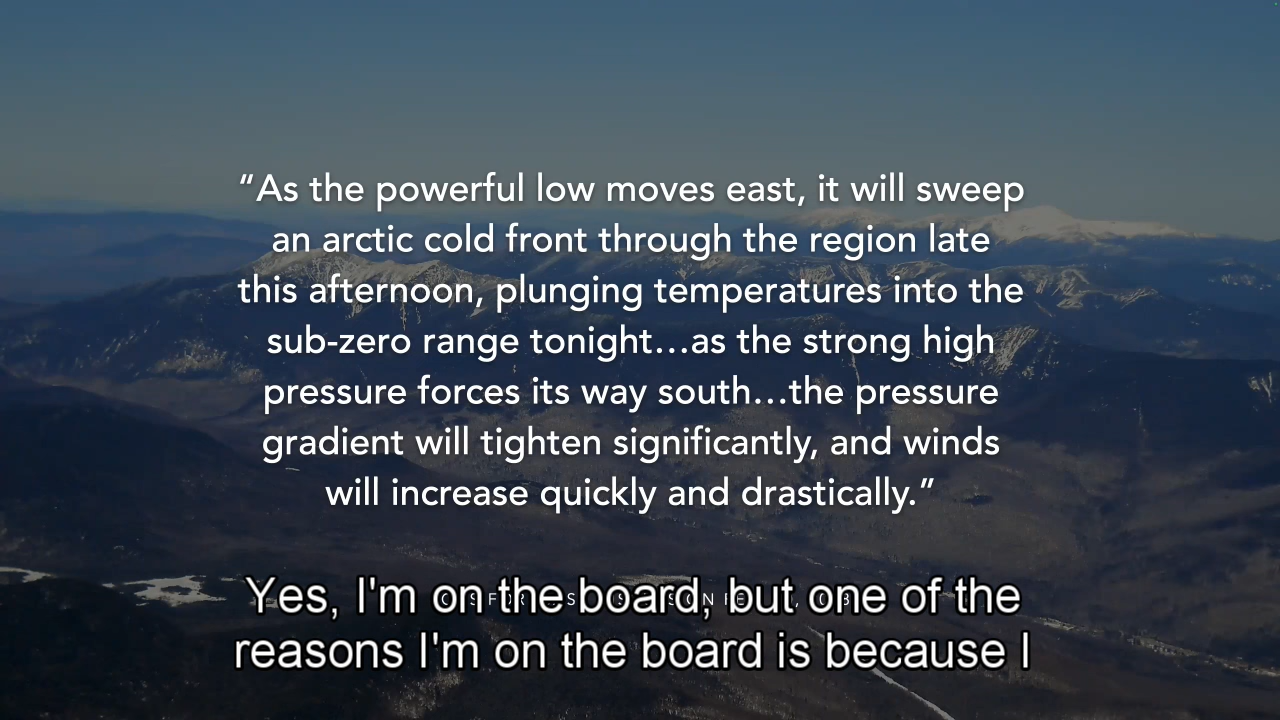 “As the powerful low moves east, it will sweep
an arctic cold front through the region late
this afternoon, plunging temperatures into the
sub-zero range tonight…as the strong high
pressure forces its way south…the pressure
gradient will tighten significantly, and winds
will increase quickly and drastically.”
Yes, I'm on the board, but one of the
reasons I'm on the board is because I